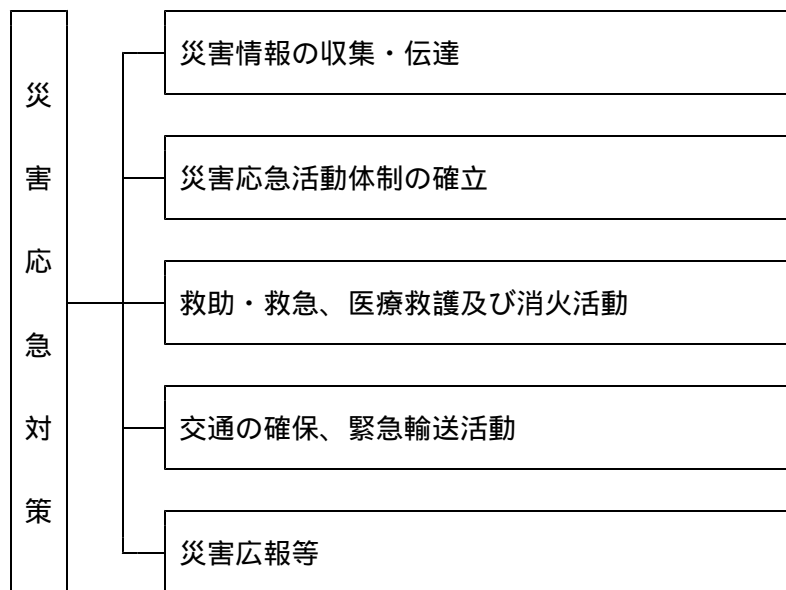 災害応急対策
災害情報の収集・伝達
災害応急活動体制の確立
救助・救急、医療救護及び消火活動
交通の確保、緊急輸送活動
災害広報等